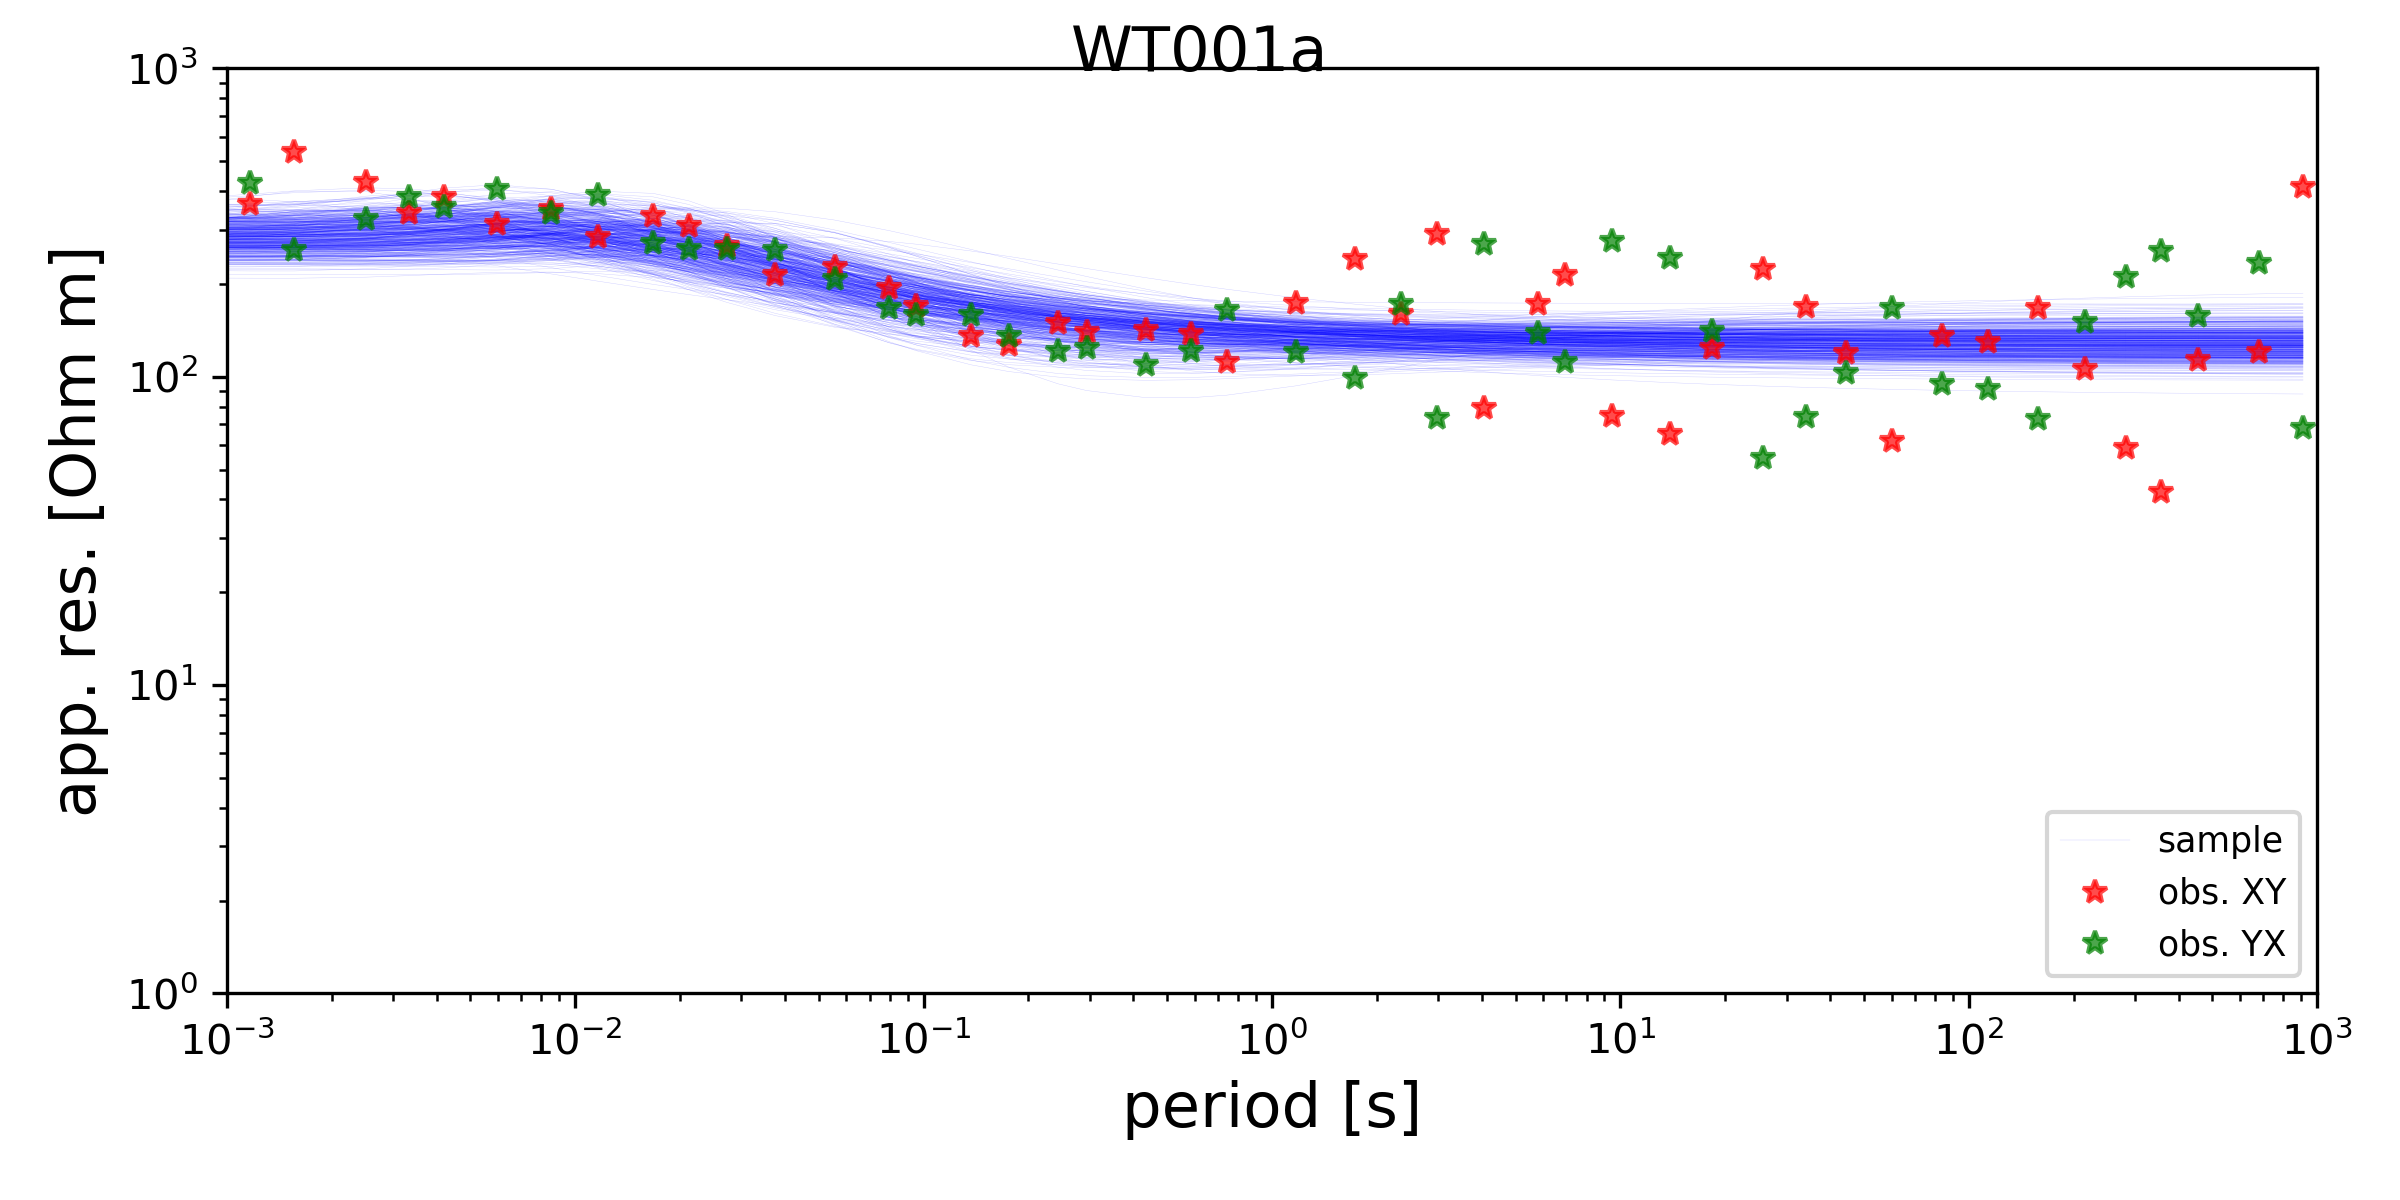 WT001a
app. res. [Ohm m]
10³
10²
10¹
10⁰
10⁻³ 10⁻² 10⁻¹ 10⁰ 10¹ 10² 10³
period [s]
sample
obs. XY
obs. YX